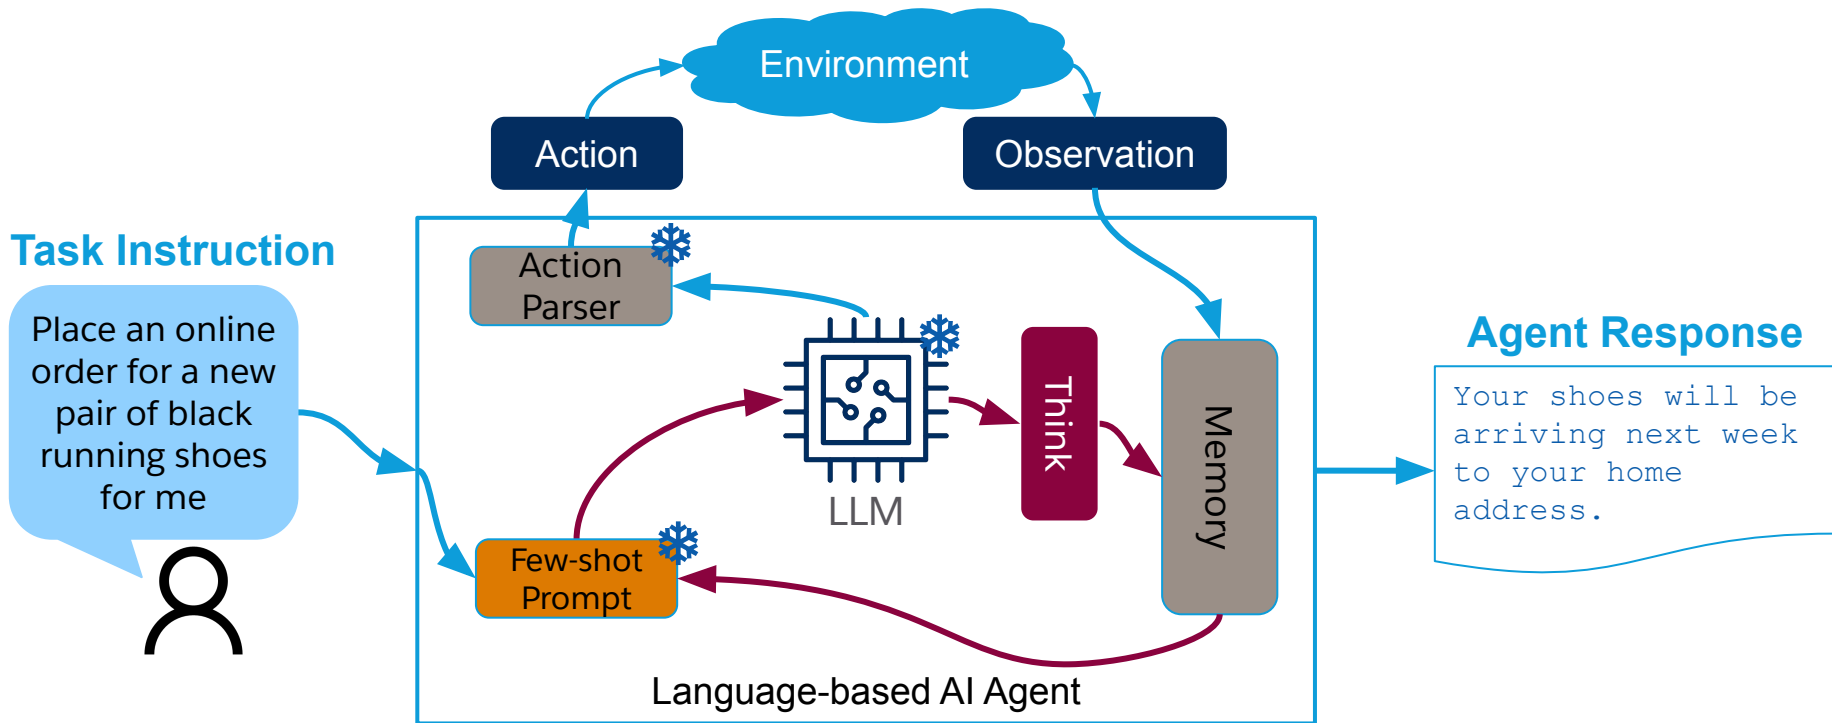 Environment
Action
Observation
Task Instruction
Place an online
order for a new
pair of black
running shoes
for me
Action
Parser
LLM
Think
Memory
Few-shot
Prompt
Language-based AI Agent
Agent Response
Your shoes will be
arriving next week
to your home
address.